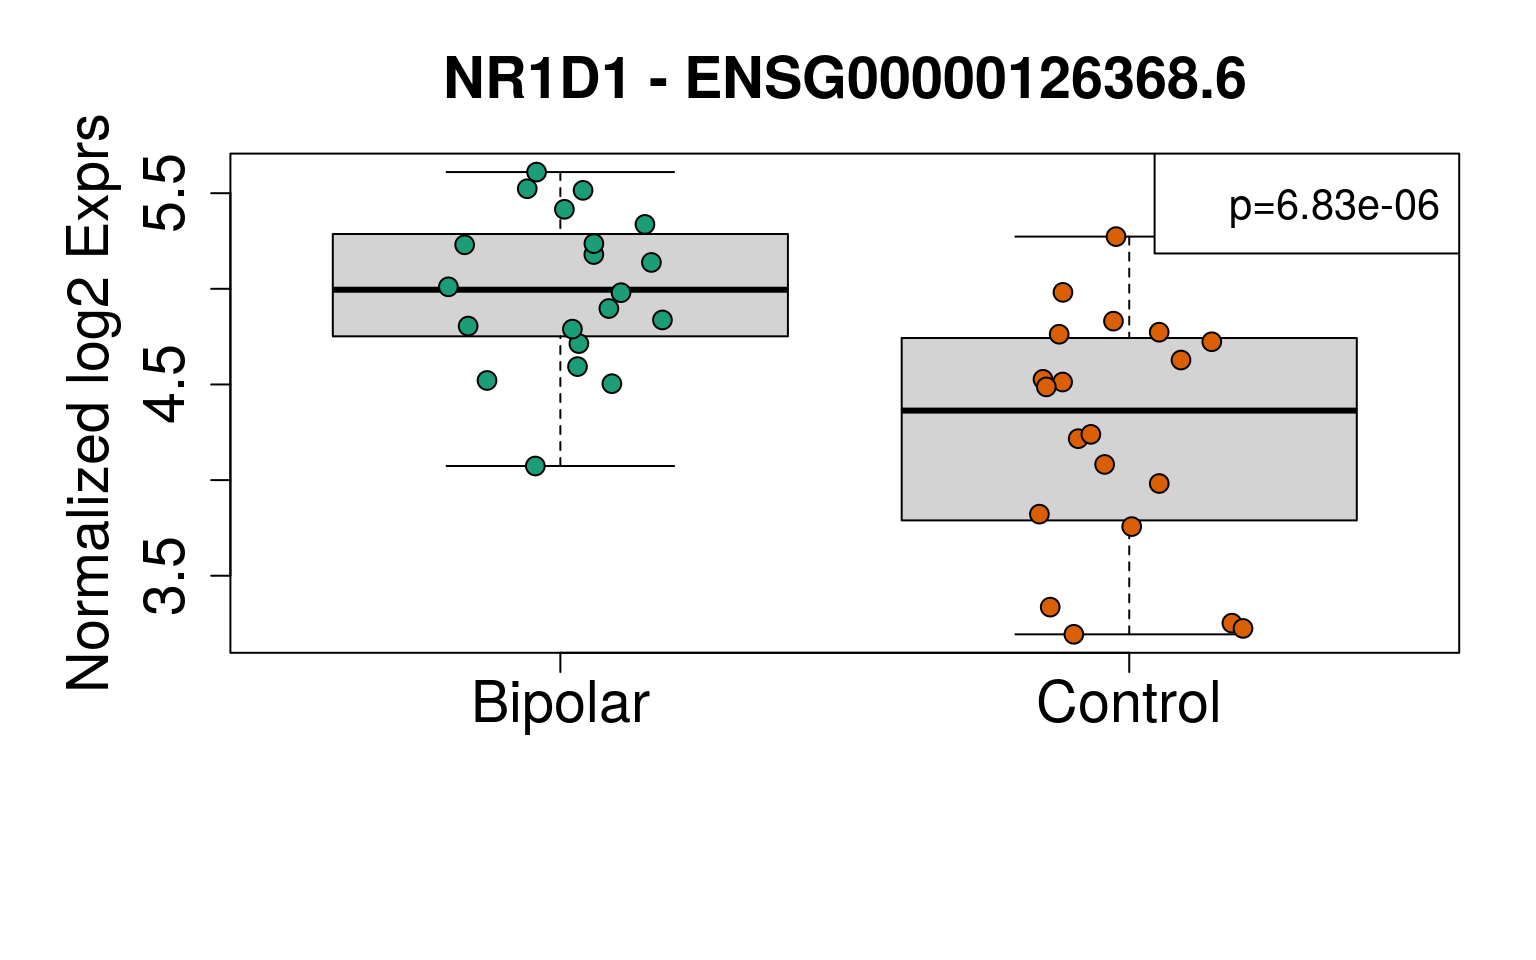 NR1D1 - ENSG00000126368.6
Normalized log2 Exprs
5.5
4.5
3.5
p=6.83e-06
Bipolar
Control